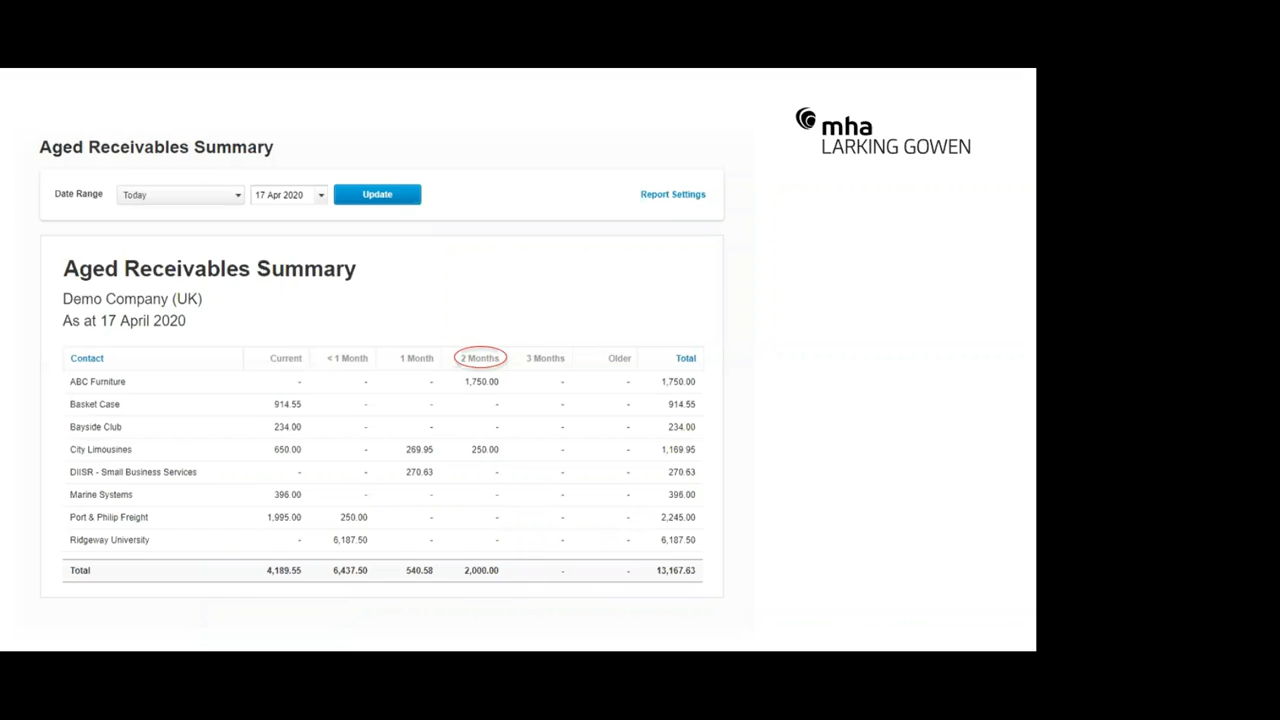 mha
LARKING GOWEN
Aged Receivables Summary
Date Range Today 17 Apr 2020 Update Report Settings
Aged Receivables Summary
Demo Company (UK)
As at 17 April 2020
Contact Current < 1 Month 1 Month 2 Months 3 Months Older Total
ABC Furniture - - - 1,750.00 - - 1,750.00
Basket Case 914.55 - - - - - 914.55
Bayside Club 234.00 - - - - - 234.00
City Limousines 650.00 - 269.95 250.00 - - 1,169.95
DIISR - Small Business Services - - 270.63 - - - 270.63
Marine Systems 396.00 - - - - - 396.00
Port & Philip Freight 1,995.00 250.00 - - - - 2,245.00
Ridgeway University - 6,187.50 - - - - 6,187.50
Total 4,189.55 6,437.50 540.58 2,000.00 - - 13,167.63